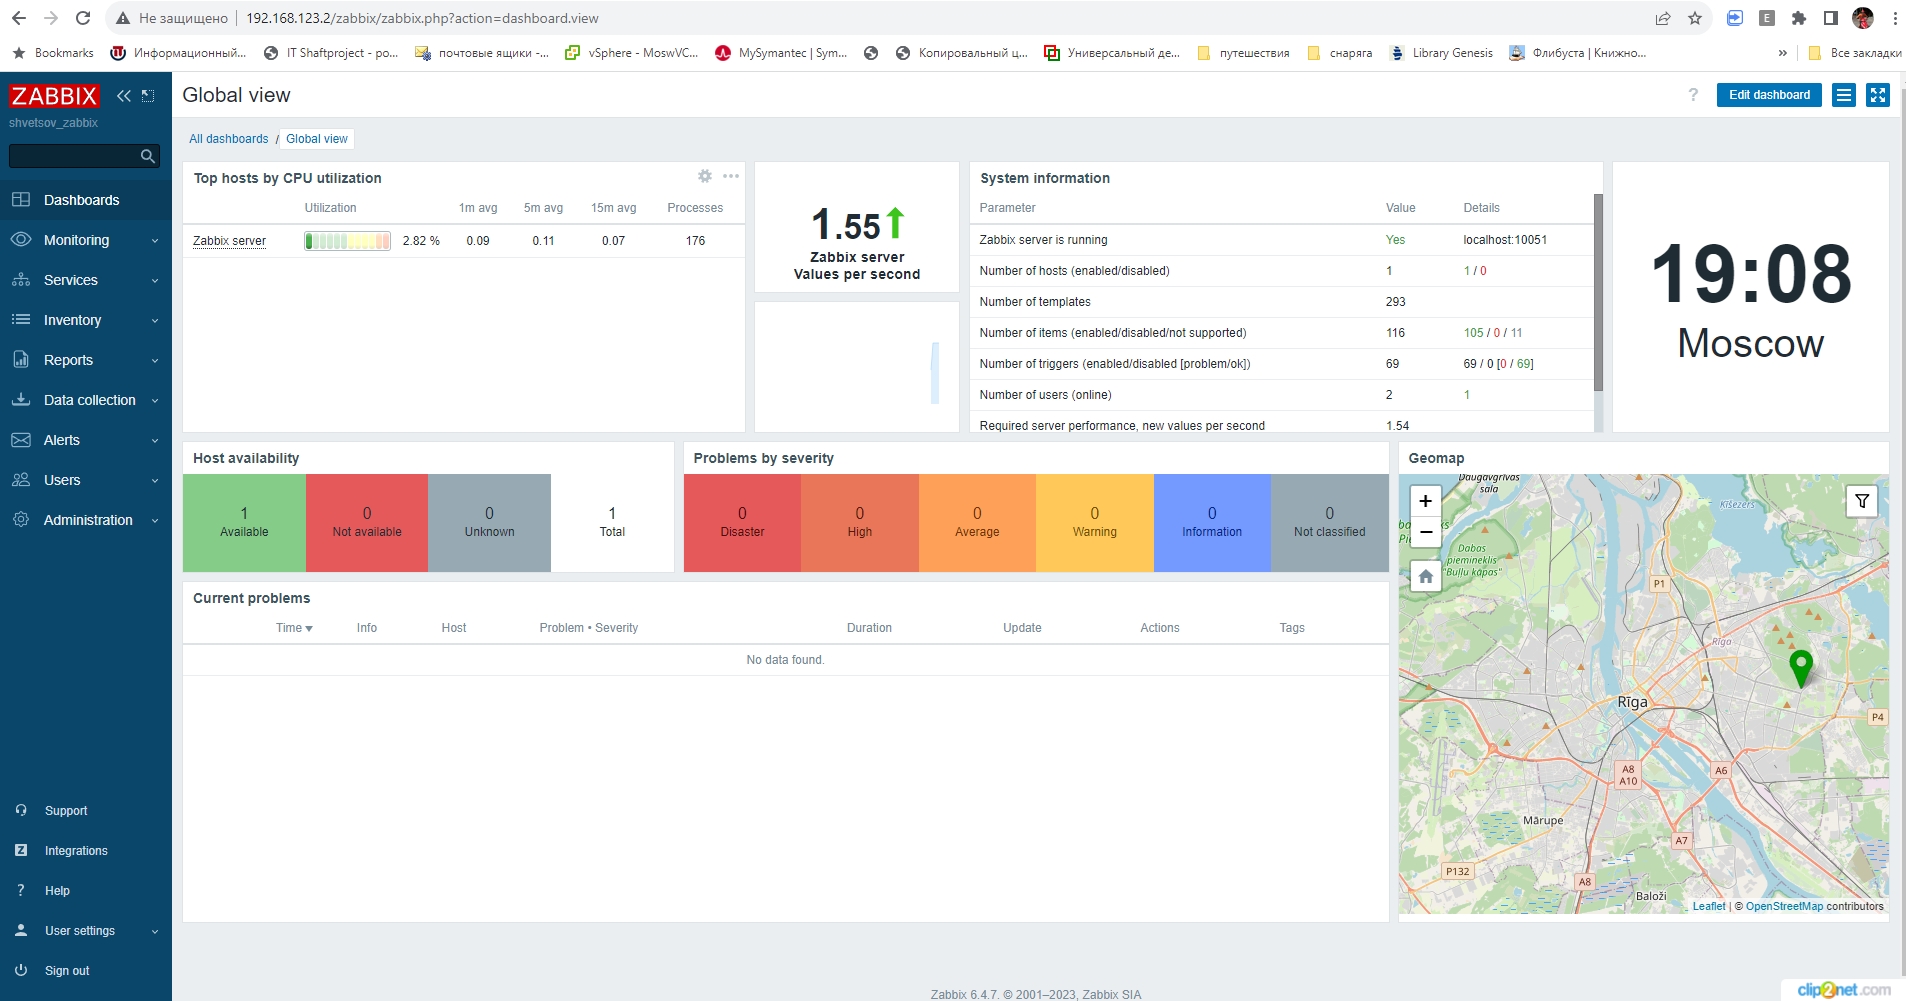 Не защищено
192.168.123.2/zabbix/zabbix.php?action=dashboard.view
E
Bookmarks
Информационный...
IT Shaftproject - po...
почтовые ящики -...
vSphere - MoswVC...
MySymantec | Sym...
Копировальный ц...
Универсальный де...
путешествия
снаряга
Library Genesis
Флибуста | Книжно...
»
Все закладки
ZABBIX
shvetsov_zabbix
Dashboards
Monitoring
Services
Inventory
Reports
Data collection
Alerts
Users
Administration
Support
Integrations
Help
User settings
Sign out
Global view
?
Edit dashboard
All dashboards / Global view
Top hosts by CPU utilization
Utilization 1m avg 5m avg 15m avg Processes
Zabbix server 2.82 % 0.09 0.11 0.07 176
1.55
Zabbix server
Values per second
System information
Parameter Value Details
Zabbix server is running Yes localhost:10051
Number of hosts (enabled/disabled) 1 1 / 0
Number of templates 293
Number of items (enabled/disabled/not supported) 116 105 / 0 / 11
Number of triggers (enabled/disabled [problem/ok]) 69 69 / 0 [0 / 69]
Number of users (online) 2 1
Required server performance, new values per second 1.54
19:08
Moscow
Host availability
1 Available
0 Not available
0 Unknown
1 Total
Problems by severity
0 Disaster
0 High
0 Average
0 Warning
0 Information
0 Not classified
Current problems
Time Info Host Problem • Severity Duration Update Actions Tags
No data found.
Geomap
+
−
Daugavgrīvas
sala
Ķīšezers
Dabas
piemineklis
"Buļļu kāpas"
P1
Rīga
Rīga
P4
A8
A10
A6
Mārupe
A7
P132
A8
Baloži
Leaflet | © OpenStreetMap contributors
Zabbix 6.4.7. © 2001–2023, Zabbix SIA
clip2net.com